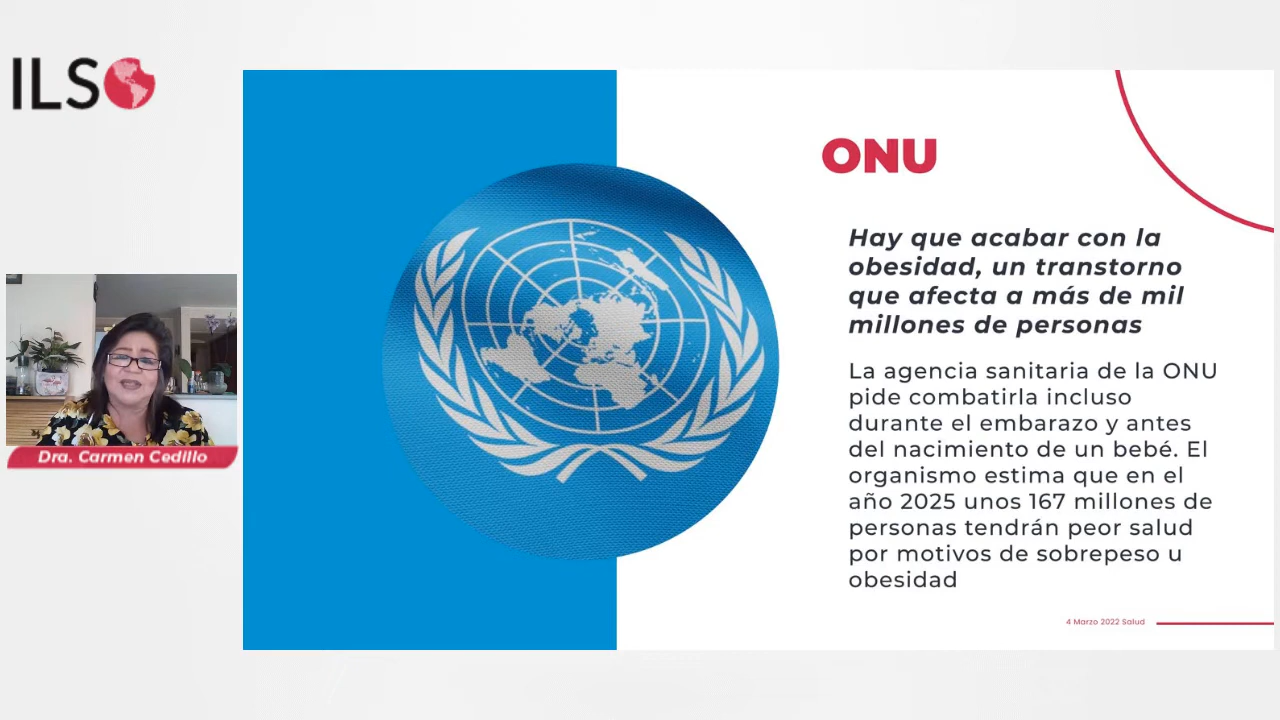 ILSO
ONU
Hay que acabar con la
obesidad, un transtorno
que afecta a más de mil
millones de personas
La agencia sanitaria de la ONU
pide combatirla incluso
durante el embarazo y antes
del nacimiento de un bebé. El
organismo estima que en el
año 2025 unos 167 millones de
personas tendrán peor salud
por motivos de sobrepeso u
obesidad
Dra. Carmen Cedillo
4 Marzo 2022 Salud